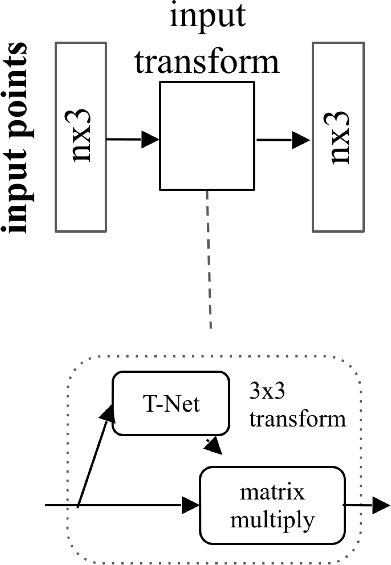 input
transform
input points
nx3
nx3
T-Net
3x3
transform
matrix
multiply